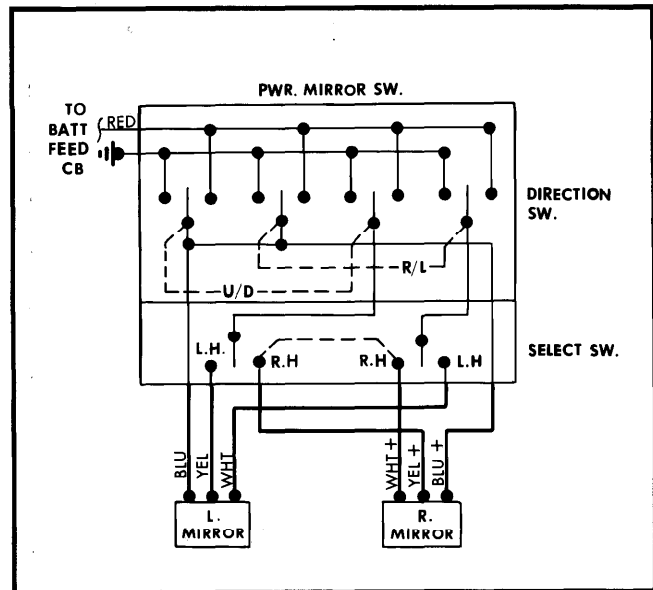 PWR. MIRROR SW.
TO
BATT
FEED
CB
RED
DIRECTION
SW.
R/L
U/D
L.H.
R.H
R.H
L.H
SELECT SW.
BLU
YEL
WHT
WHT +
YEL +
BLU +
L.
MIRROR
R.
MIRROR